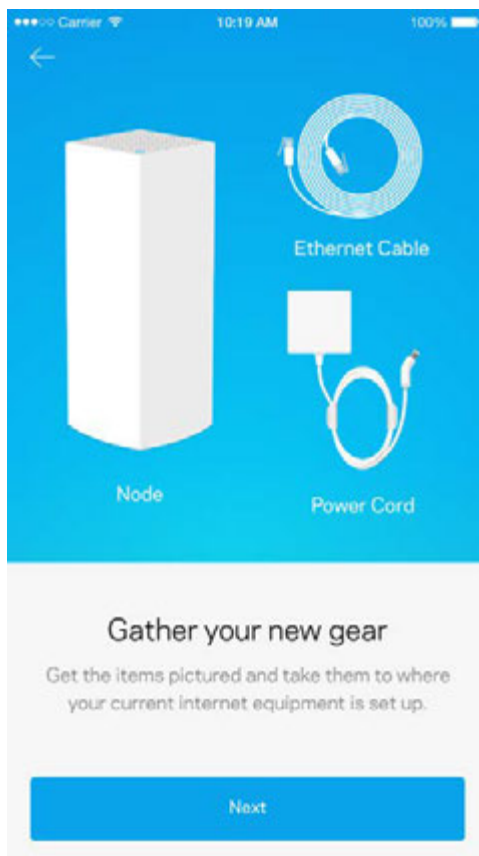 Carrier 10:19 AM 100%
Ethernet Cable
Node
Power Cord
Gather your new gear
Get the items pictured and take them to where
your current internet equipment is set up.
Next